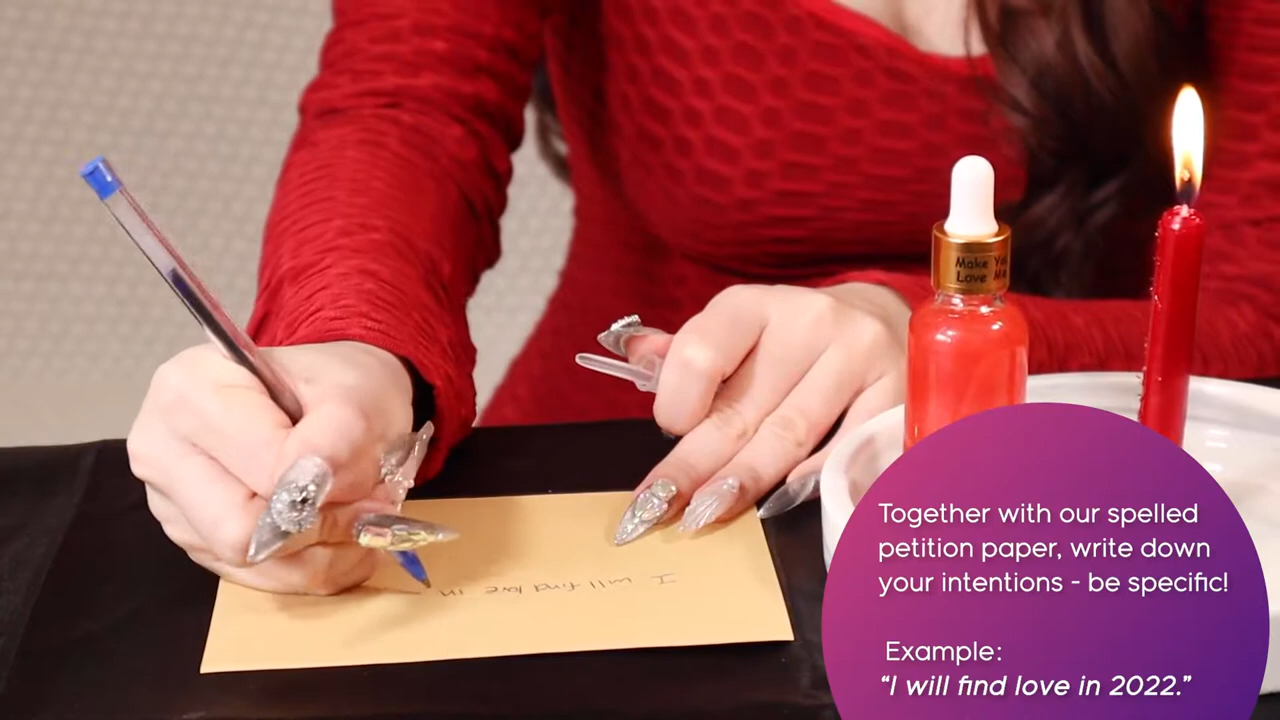 Make Yo
Love Me
I will find love in
Together with our spelled
petition paper, write down
your intentions - be specific!
Example:
“I will find love in 2022.”